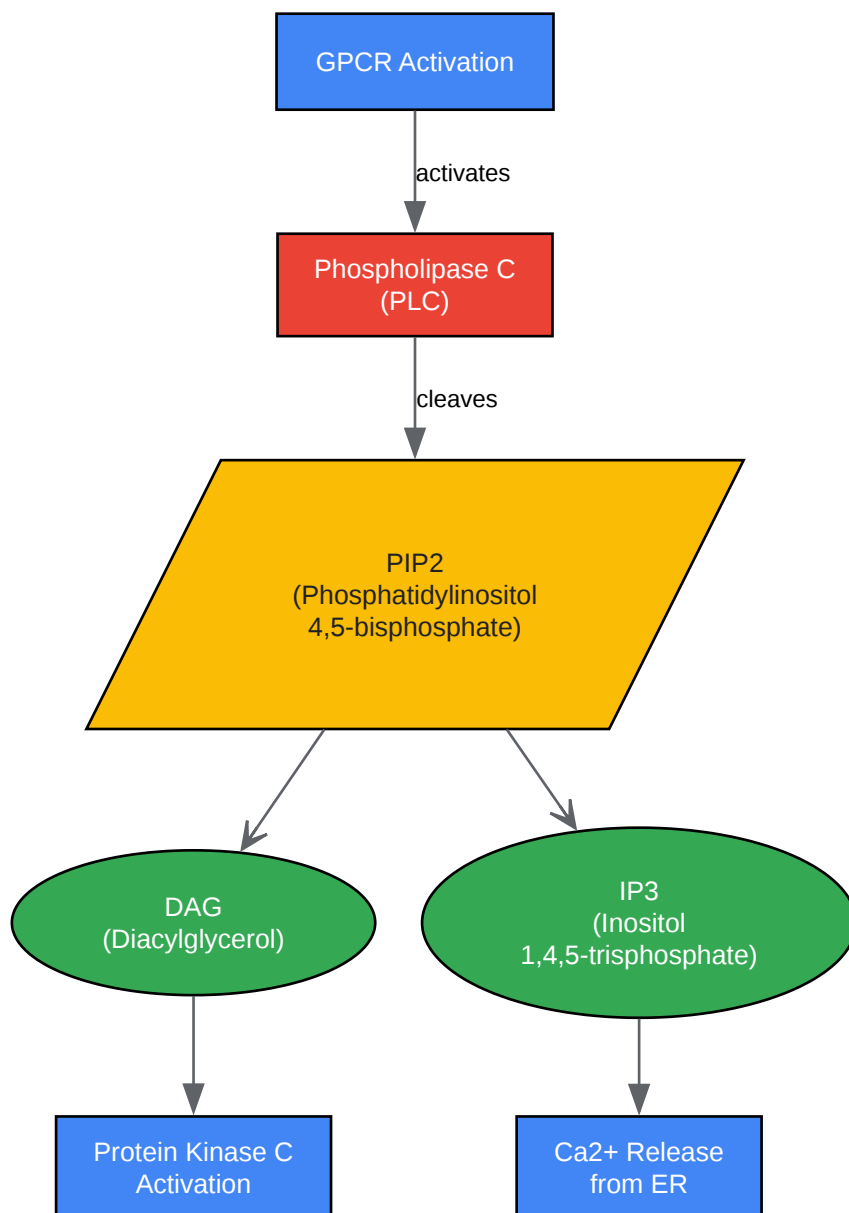 GPCR Activation
activates
Phospholipase C
(PLC)
cleaves
PIP2
(Phosphatidylinositol
4,5-bisphosphate)
DAG
(Diacylglycerol)
IP3
(Inositol
1,4,5-trisphosphate)
Protein Kinase C
Activation
Ca2+ Release
from ER